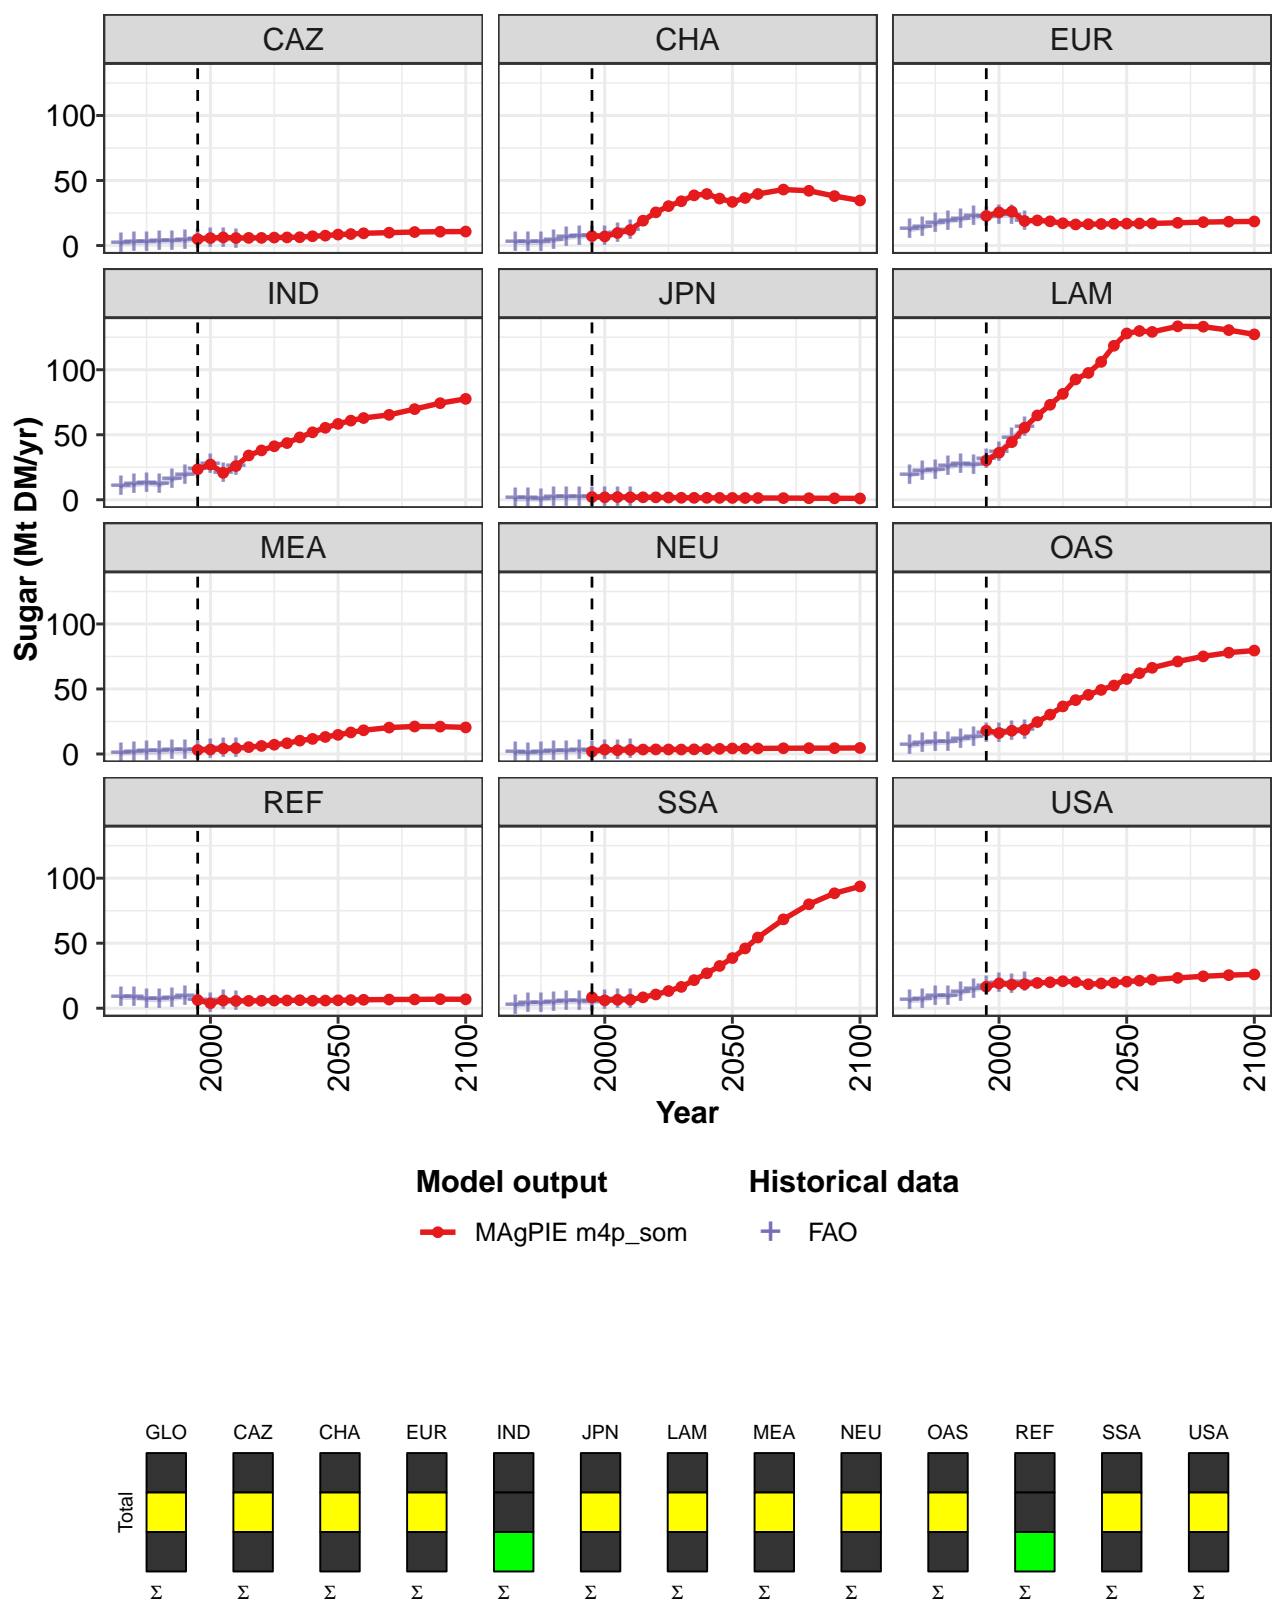 CAZ CHA EUR
100
50
0
IND JPN LAM
100
50
0
MEA NEU OAS
100
50
0
REF SSA USA
100
50
0
Sugar (Mt DM/yr)
2000 2050 2100 2000 2050 2100 2000 2050 2100
Year
Model output Historical data
MAgPIE m4p_som FAO
GLO CAZ CHA EUR IND JPN LAM MEA NEU OAS REF SSA USA
Total
Σ Σ Σ Σ Σ Σ Σ Σ Σ Σ Σ Σ Σ